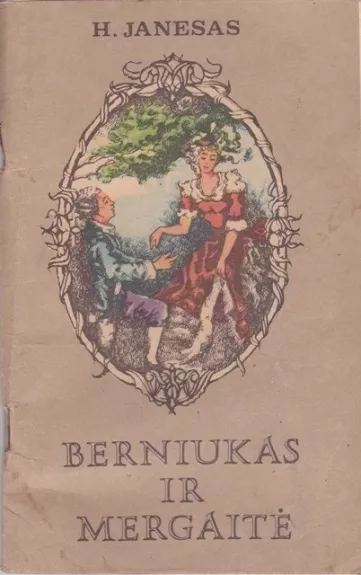 H. JANESAS
BERNIUKAS
IR
MERGAITĖ